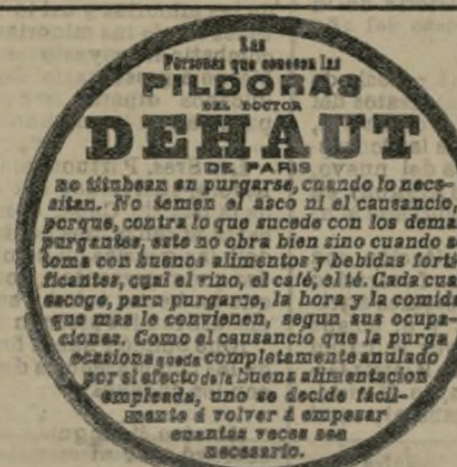 Las
Personas que conocen las
PILDORAS
DEL DOCTOR
DEHAUT
DE PARIS
no titubean en purgarse, cuando lo nece-
sitan. No temen el asco ni el causancio,
porque, contra lo que sucede con los dema
purgantes, este no obra bien sino cuando s
toma con buenos alimentos y bebidas forti
ficantes, cual el vino, el café, el té. Cada cua
escoge, para purgarse, la hora y la comida
que mas le convienen, segun sus ocupa-
ciones. Como el causancio que la purga
ocasiona queda completamente anulado
por el efecto de la buena alimentacion
empleada, uno se decide fácil-
mente á volver á empezar
cuantas veces sea
necesario.